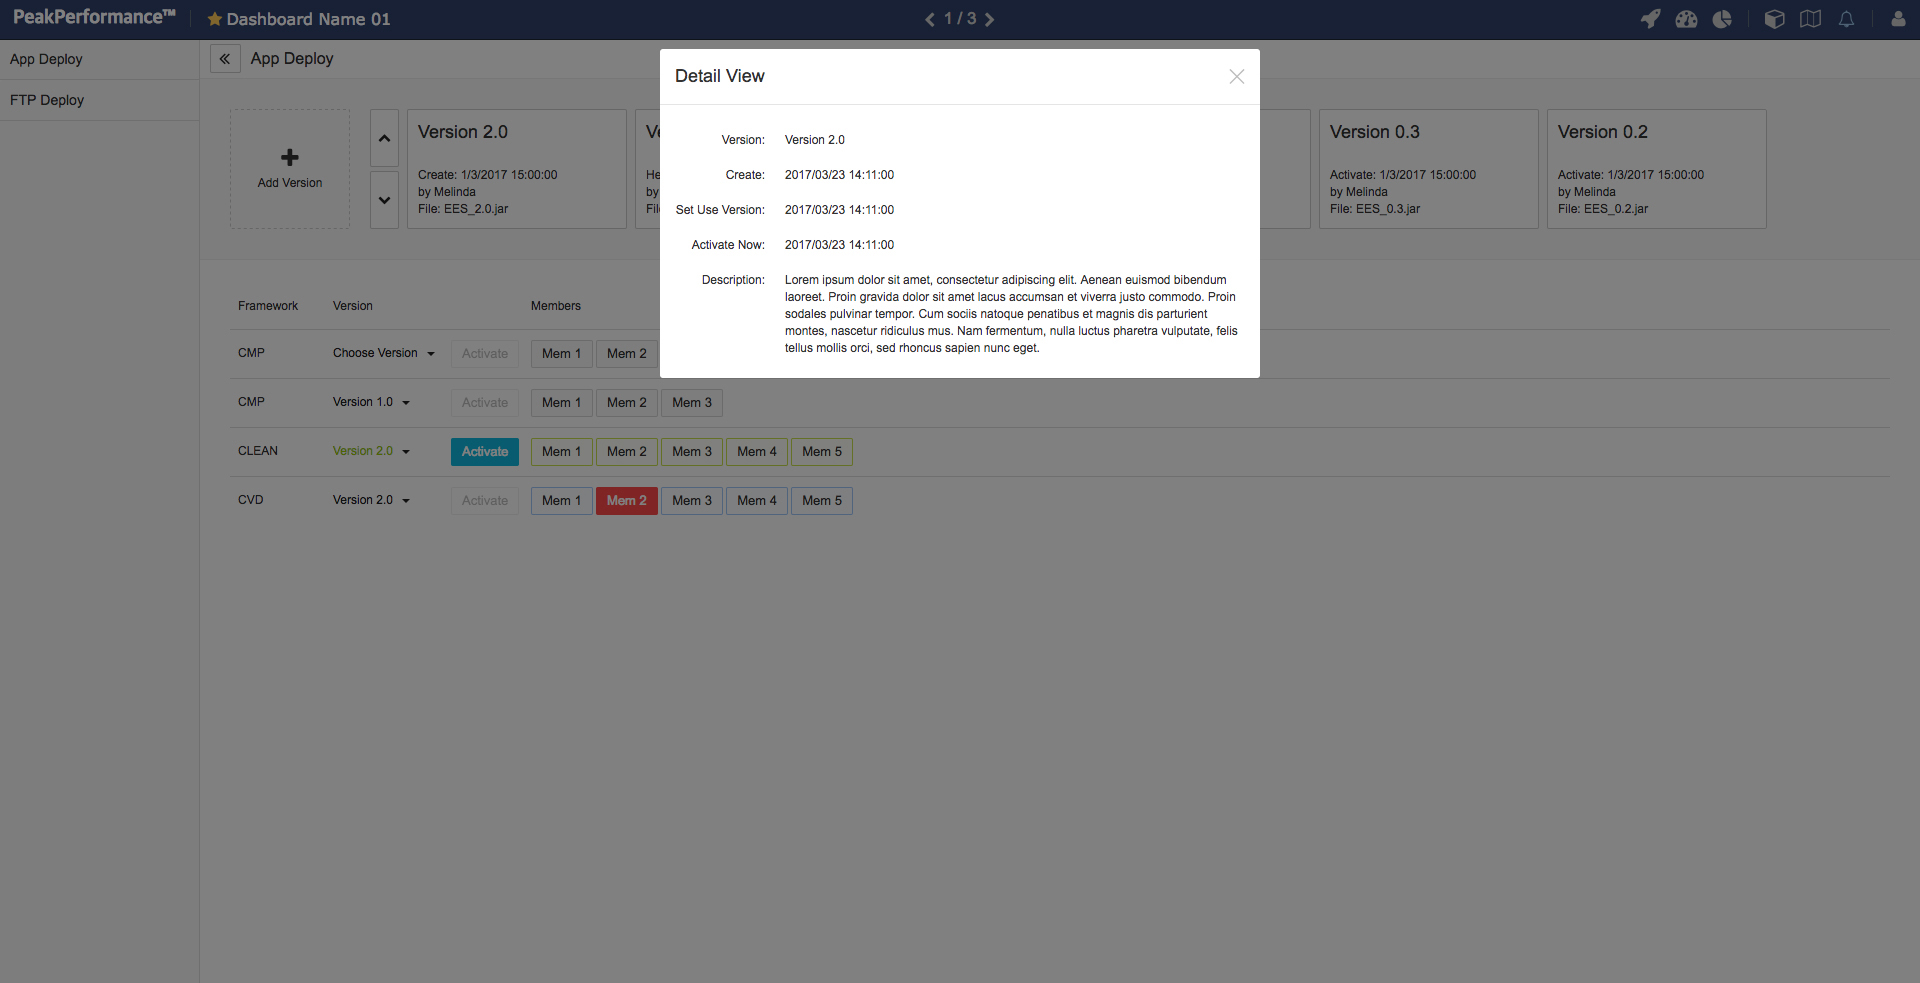 PeakPerformance™
Dashboard Name 01
1 / 3
App Deploy
FTP Deploy
App Deploy
Add Version
Version 2.0
Create: 1/3/2017 15:00:00
by Melinda
File: EES_2.0.jar
by
Version 0.3
Activate: 1/3/2017 15:00:00
by Melinda
File: EES_0.3.jar
Version 0.2
Activate: 1/3/2017 15:00:00
by Melinda
File: EES_0.2.jar
Detail View
Version: Version 2.0
Create: 2017/03/23 14:11:00
Set Use Version: 2017/03/23 14:11:00
Activate Now: 2017/03/23 14:11:00
Description: Lorem ipsum dolor sit amet, consectetur adipiscing elit. Aenean euismod bibendum
laoreet. Proin gravida dolor sit amet lacus accumsan et viverra justo commodo. Proin
sodales pulvinar tempor. Cum sociis natoque penatibus et magnis dis parturient
montes, nascetur ridiculus mus. Nam fermentum, nulla luctus pharetra vulputate, felis
tellus mollis orci, sed rhoncus sapien nunc eget.
Framework Version Members
CMP Choose Version Activate Mem 1 Mem 2
CMP Version 1.0 Activate Mem 1 Mem 2 Mem 3
CLEAN Version 2.0 Activate Mem 1 Mem 2 Mem 3 Mem 4 Mem 5
CVD Version 2.0 Activate Mem 1 Mem 2 Mem 3 Mem 4 Mem 5